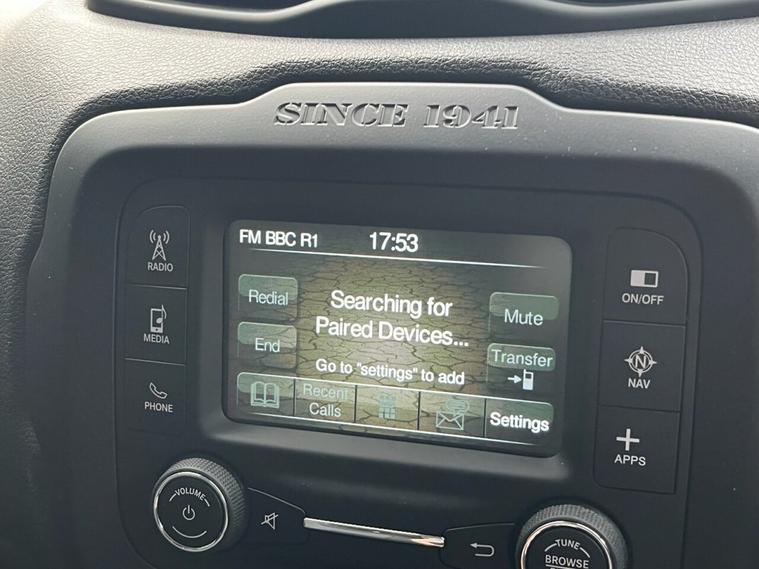 SINCE 1941
FM BBC R1 17:53
RADIO
MEDIA
PHONE
Redial
End
Searching for
Paired Devices...
Go to "settings" to add
Mute
Transfer
Recent
Calls
Settings
ON/OFF
N
NAV
APPS
VOLUME
TUNE
BROWSE